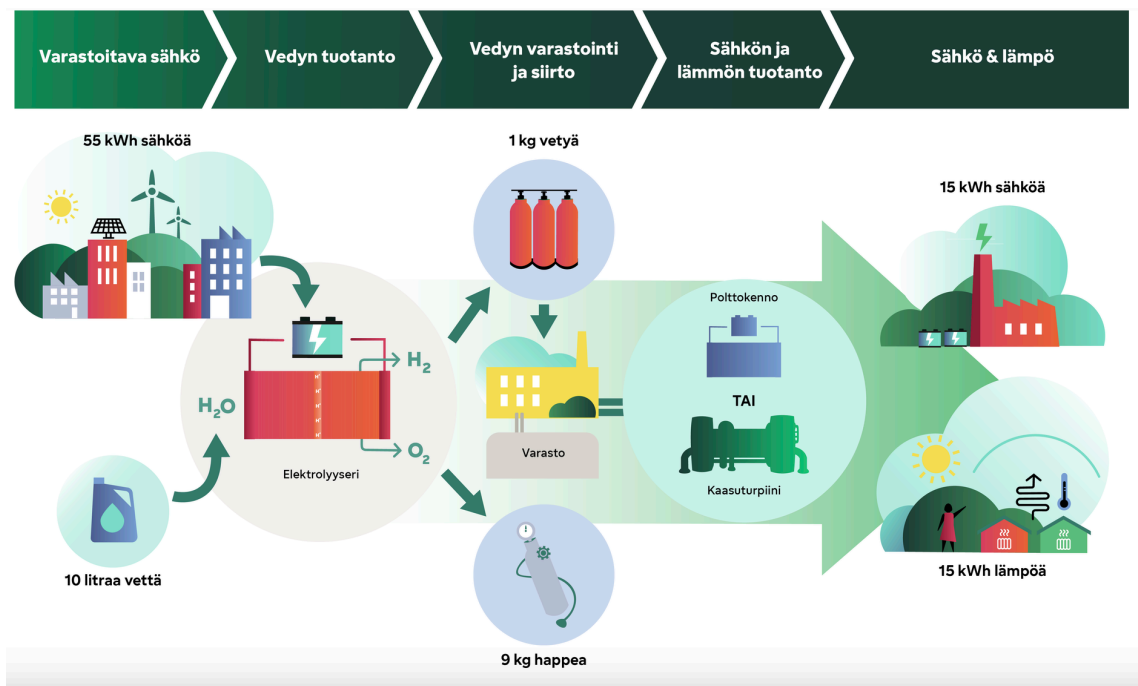 Varastoitava sähkö
Vedyn tuotanto
Vedyn varastointi
ja siirto
Sähkön ja
lämmön tuotanto
Sähkö & lämpö
55 kWh sähköä
1 kg vetyä
15 kWh sähköä
H₂O
H⁺
H⁺
H⁺
H⁺
H⁺
H₂
O₂
Elektrolyyseri
Varasto
Polttokenno
TAI
Kaasuturpiini
10 litraa vettä
9 kg happea
15 kWh lämpöä